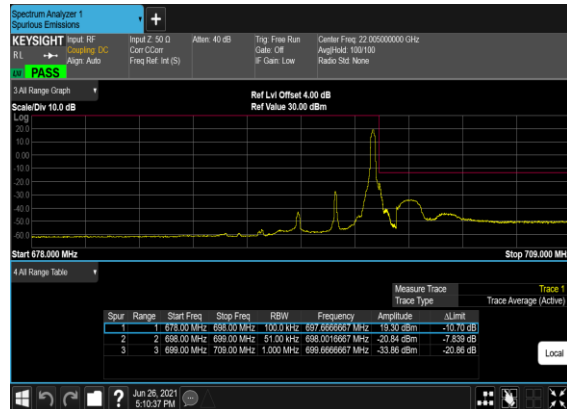 Spectrum Analyzer 1
Spurious Emissions
KEYSIGHT Input: RF Input Z: 50 Ω Atten: 40 dB Trig: Free Run Center Freq: 22.005000000 GHz
RL Coupling: DC Corr CCorr Gate: Off Avg|Hold: 100/100
Align: Auto Freq Ref: Int (S) IF Gain: Low Radio Std: None
PASS
3 All Range Graph
Ref Lvl Offset 4.00 dB
Scale/Div 10.0 dB Ref Value 30.00 dBm
Log
20.0
10.0
0.00
-10.0
-20.0
-30.0
-40.0
-50.0
-60.0
Start 678.000 MHz Stop 709.000 MHz
4 All Range Table
Measure Trace Trace 1
Trace Type Trace Average (Active)
Spur Range Start Freq Stop Freq RBW Frequency Amplitude ΔLimit
1 1 678.00 MHz 698.00 MHz 100.0 kHz 697.6666667 MHz 19.30 dBm -10.70 dB
2 2 698.00 MHz 699.00 MHz 51.00 kHz 698.0016667 MHz -20.84 dBm -7.839 dB
3 3 699.00 MHz 709.00 MHz 1.000 MHz 699.6666667 MHz -33.86 dBm -20.86 dB
Local
Jun 26, 2021
5:10:37 PM